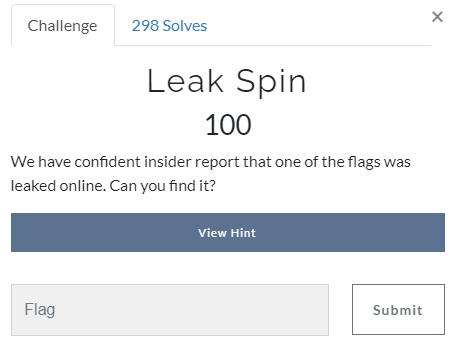 Challenge
298 Solves
×
Leak Spin
100
We have confident insider report that one of the flags was
leaked online. Can you find it?
View Hint
Flag
Submit